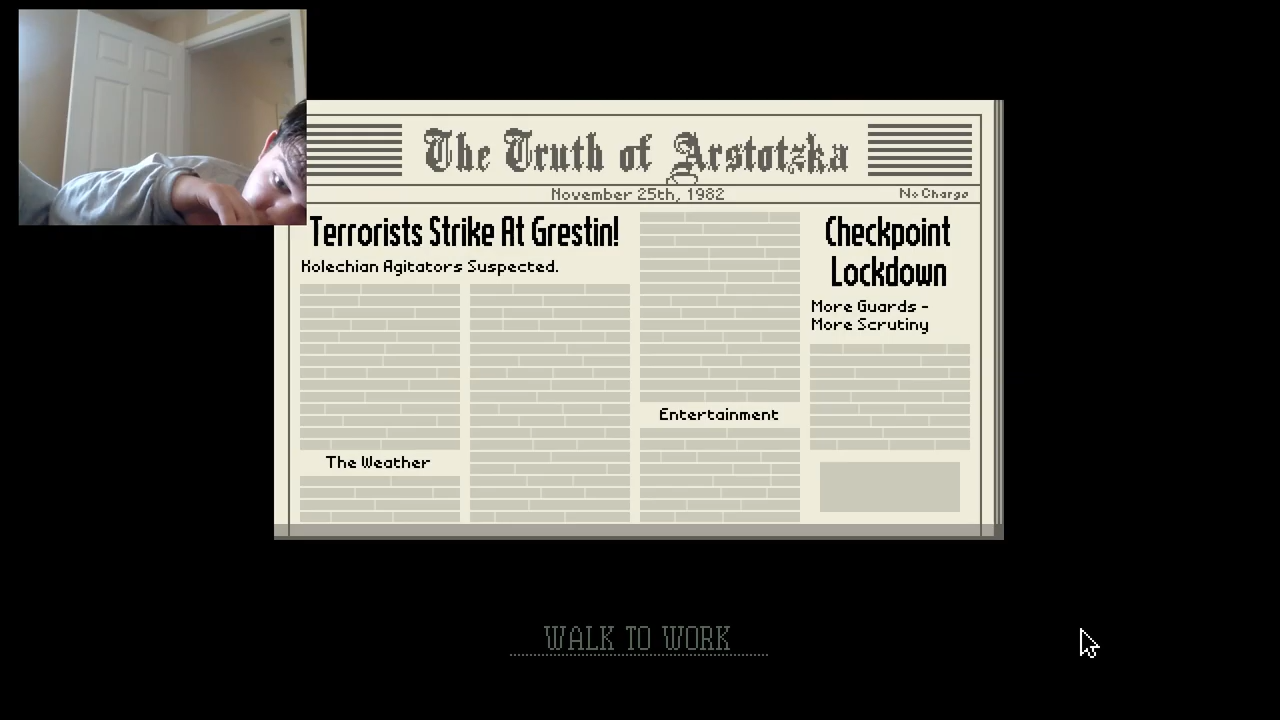 The Truth of Arstotzka
November 25th, 1982
No Charge
Terrorists Strike At Grestin!
Kolechian Agitators Suspected.
The Weather
Entertainment
Checkpoint
Lockdown
More Guards -
More Scrutiny
WALK TO WORK